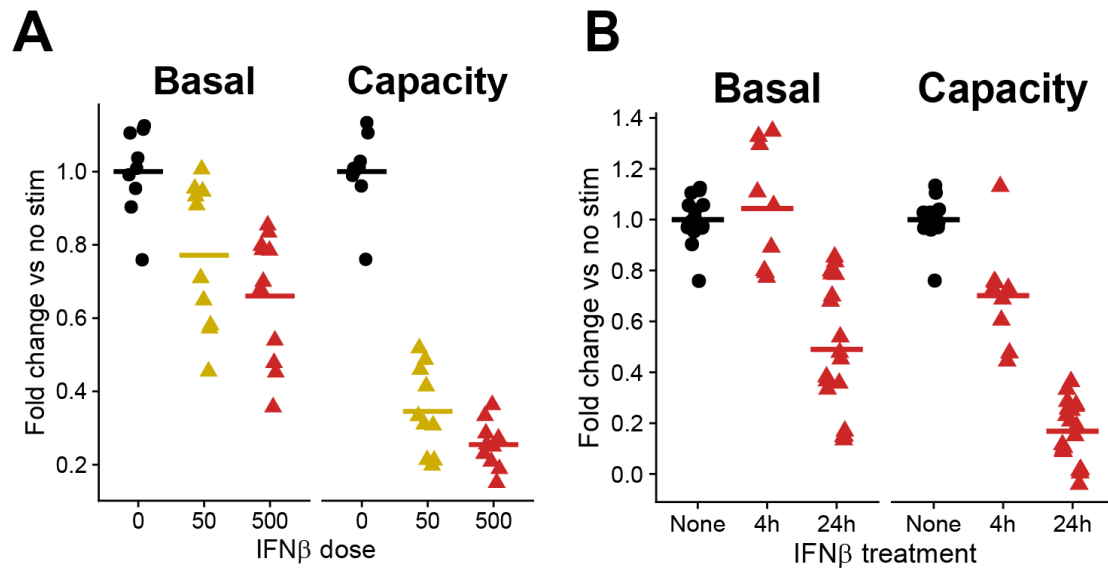 A
Basal
Capacity
Fold change vs no stim
1.0
0.8
0.6
0.4
0.2
0
50
500
0
50
500
IFNβ dose
B
Basal
Capacity
Fold change vs no stim
1.4
1.2
1.0
0.8
0.6
0.4
0.2
0.0
None
4h
24h
None
4h
24h
IFNβ treatment